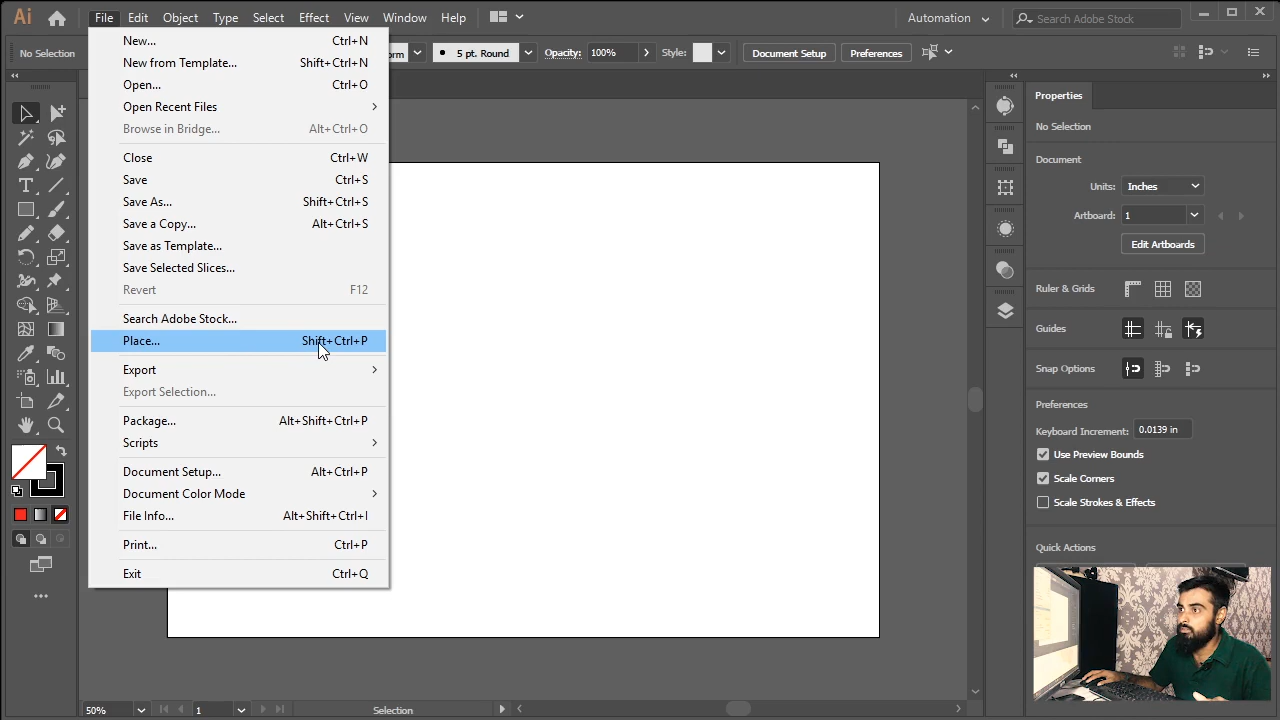 Ai File Edit Object Type Select Effect View Window Help Automation Search Adobe Stock
No Selection 5 pt. Round Opacity: 100% Style: Document Setup Preferences
New... Ctrl+N
New from Template... Shift+Ctrl+N
Open... Ctrl+O
Open Recent Files
Browse in Bridge... Alt+Ctrl+O
Close Ctrl+W
Save Ctrl+S
Save As... Shift+Ctrl+S
Save a Copy... Alt+Ctrl+S
Save as Template...
Save Selected Slices...
Revert F12
Search Adobe Stock...
Place... Shift+Ctrl+P
Export
Export Selection...
Package... Alt+Shift+Ctrl+P
Scripts
Document Setup... Alt+Ctrl+P
Document Color Mode
File Info... Alt+Shift+Ctrl+I
Print... Ctrl+P
Exit Ctrl+Q
Properties
No Selection
Document
Units: Inches
Artboard: 1
Edit Artboards
Ruler & Grids
Guides
Snap Options
Preferences
Keyboard Increment: 0.0139 in
Use Preview Bounds
Scale Corners
Scale Strokes & Effects
Quick Actions
50% 1 Selection